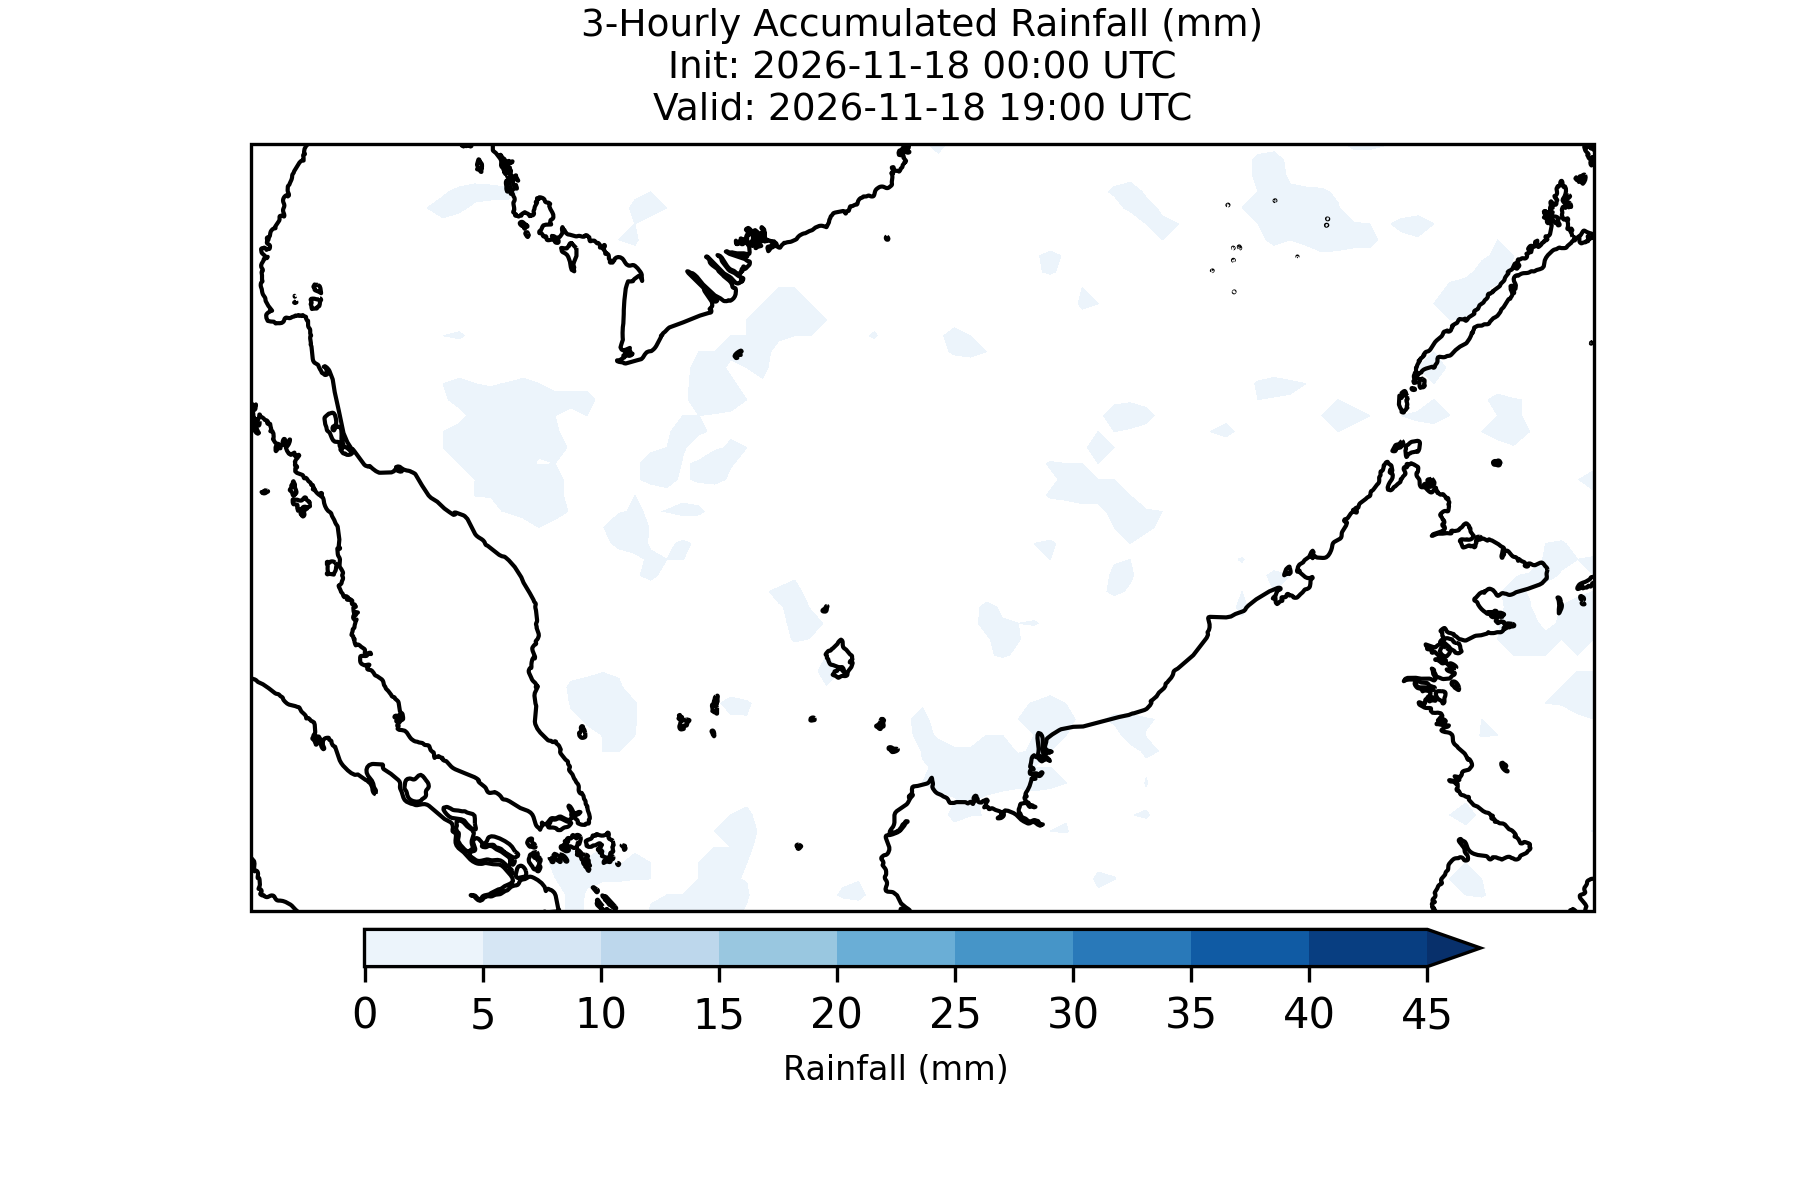 3-Hourly Accumulated Rainfall (mm)
Init: 2026-11-18 00:00 UTC
Valid: 2026-11-18 19:00 UTC
0 5 10 15 20 25 30 35 40 45
Rainfall (mm)